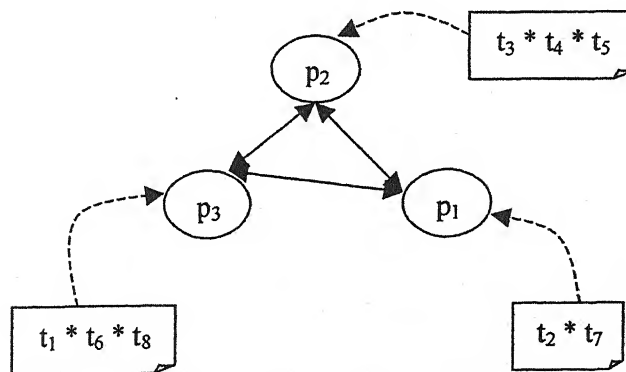 t₃ * t₄ * t₅
p₂
p₃
p₁
t₁ * t₆ * t₈
t₂ * t₇